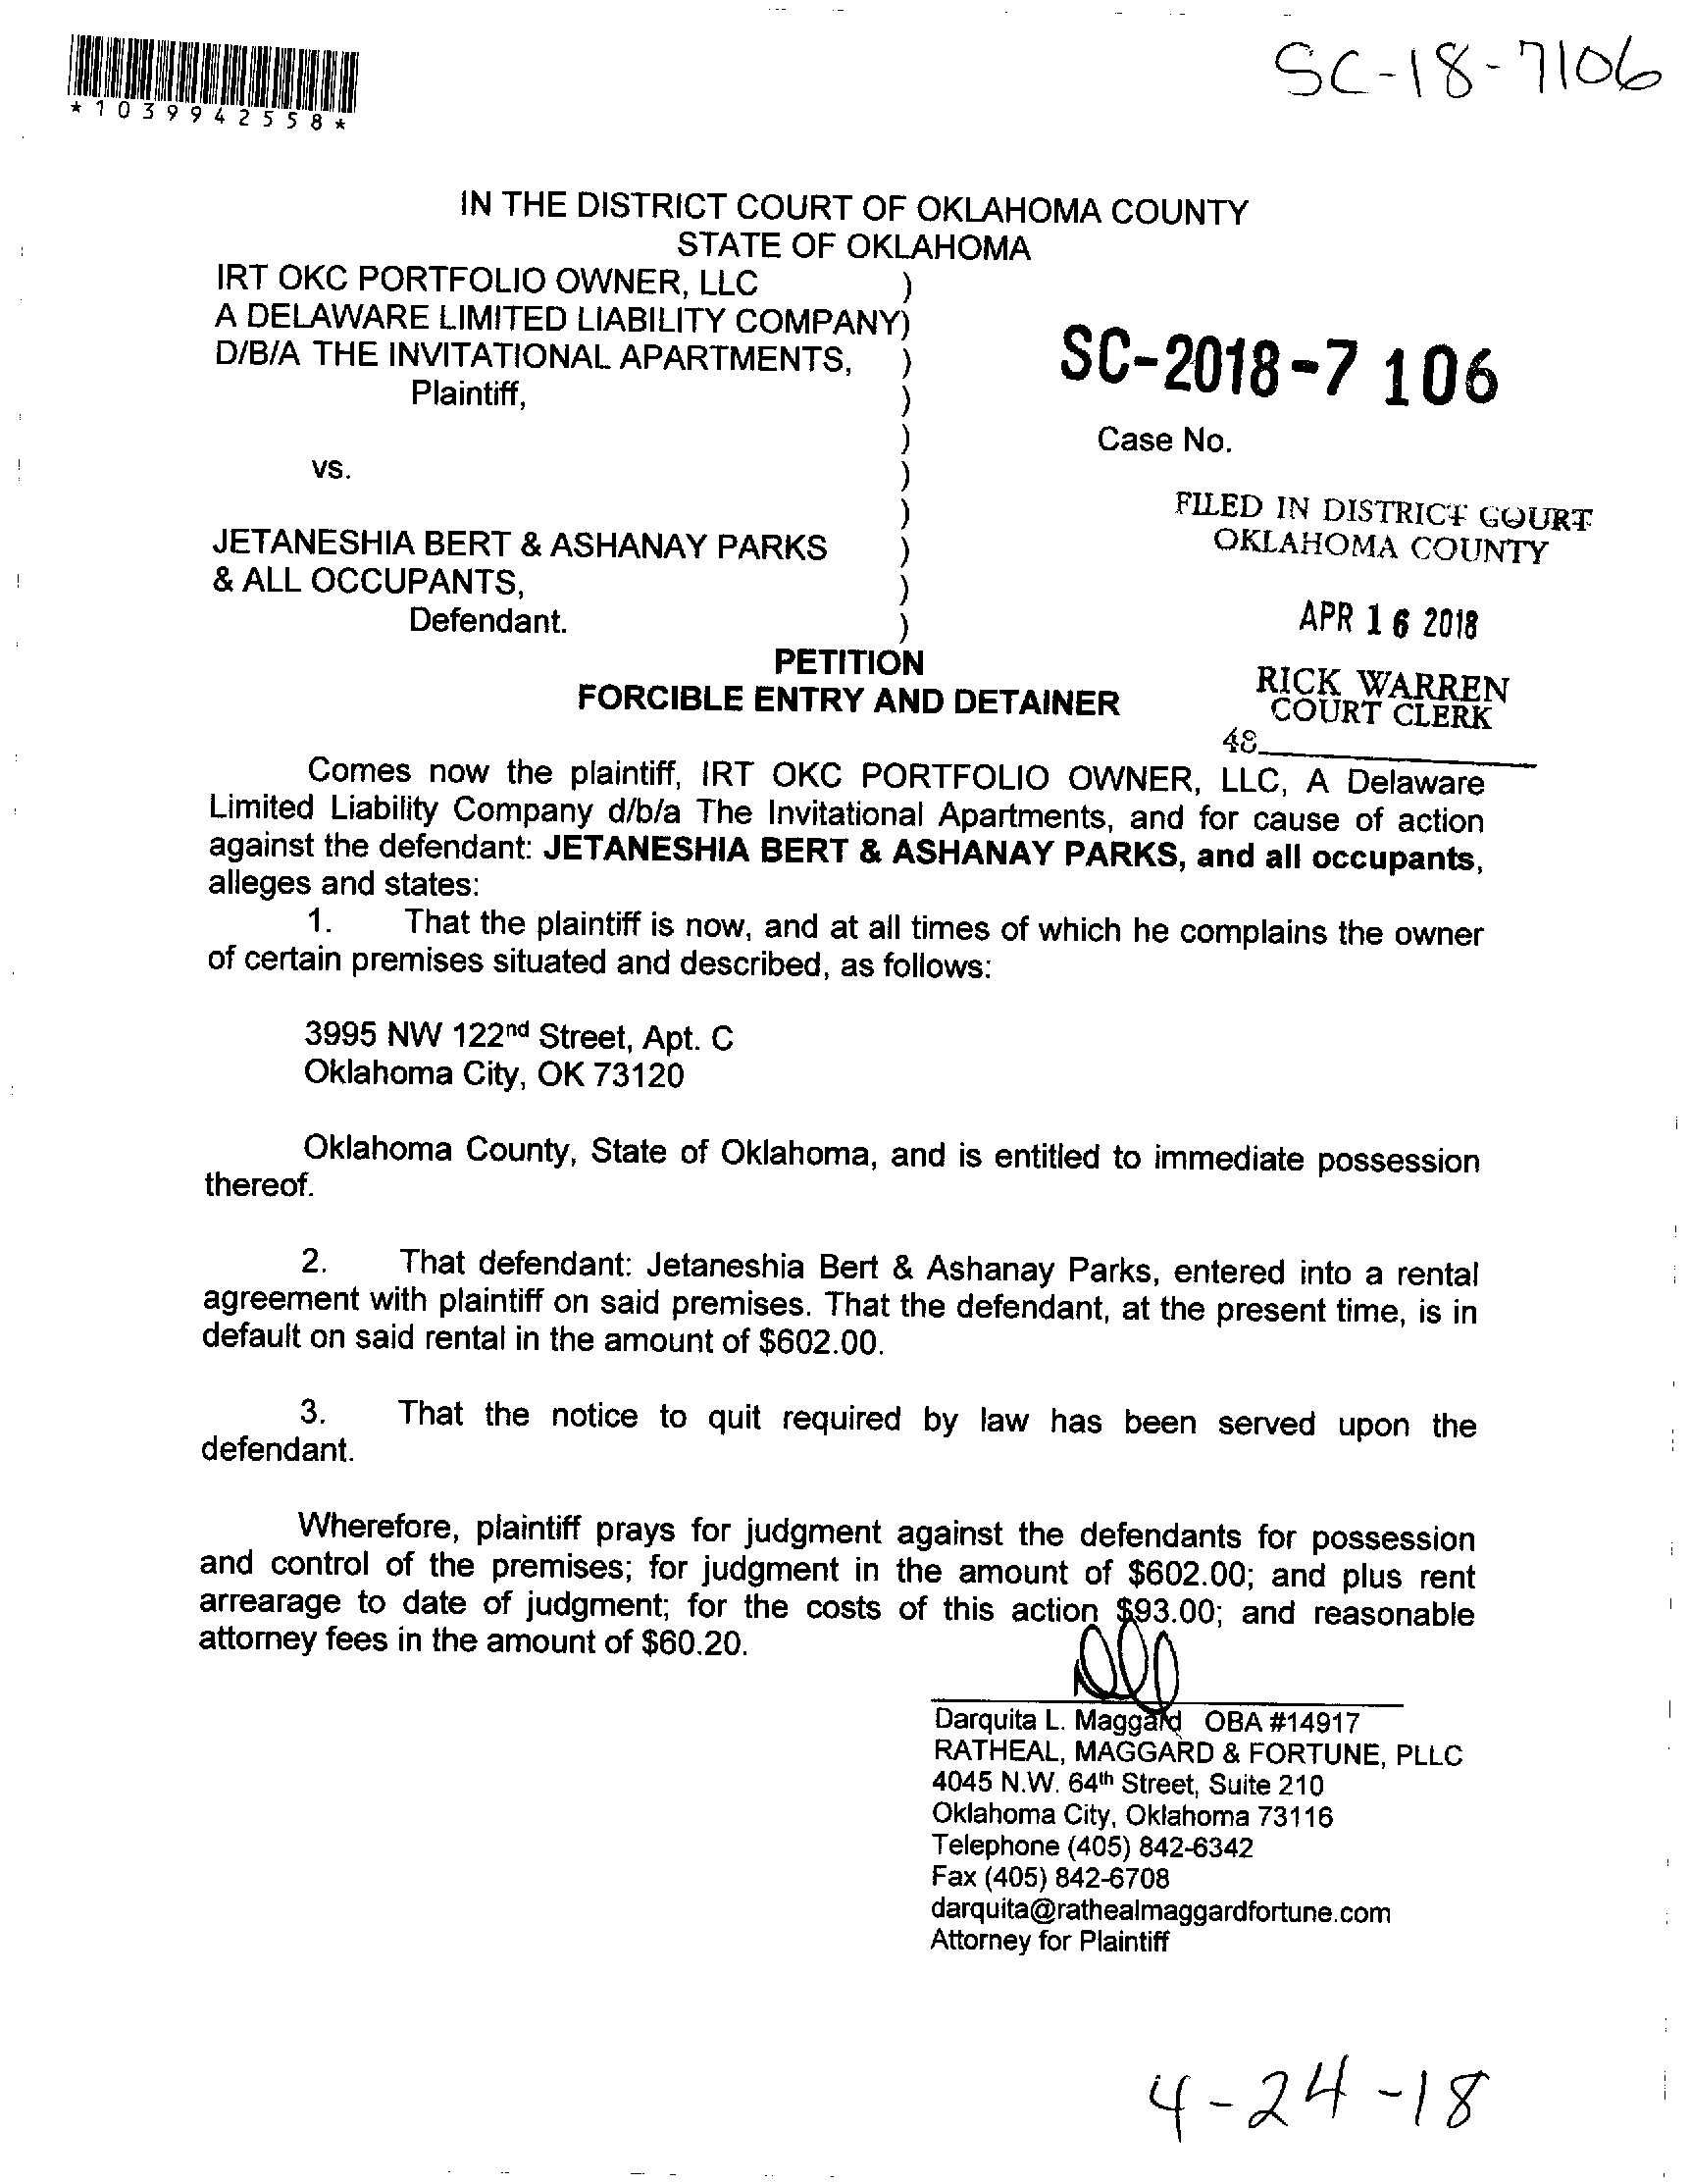 SC-18-7106
*1039942558*
IN THE DISTRICT COURT OF OKLAHOMA COUNTY
STATE OF OKLAHOMA
IRT OKC PORTFOLIO OWNER, LLC )
A DELAWARE LIMITED LIABILITY COMPANY)
D/B/A THE INVITATIONAL APARTMENTS, )
Plaintiff, )
)
vs. )
)
JETANESHIA BERT & ASHANAY PARKS )
& ALL OCCUPANTS, )
Defendant. )
SC-2018-7 106
Case No.
FILED IN DISTRICT COURT
OKLAHOMA COUNTY
APR 16 2018
RICK WARREN
COURT CLERK
48
PETITION
FORCIBLE ENTRY AND DETAINER
Comes now the plaintiff, IRT OKC PORTFOLIO OWNER, LLC, A Delaware
Limited Liability Company d/b/a The Invitational Apartments, and for cause of action
against the defendant: JETANESHIA BERT & ASHANAY PARKS, and all occupants,
alleges and states:
1. That the plaintiff is now, and at all times of which he complains the owner
of certain premises situated and described, as follows:
3995 NW 122nd Street, Apt. C
Oklahoma City, OK 73120
Oklahoma County, State of Oklahoma, and is entitled to immediate possession
thereof.
2. That defendant: Jetaneshia Bert & Ashanay Parks, entered into a rental
agreement with plaintiff on said premises. That the defendant, at the present time, is in
default on said rental in the amount of $602.00.
3. That the notice to quit required by law has been served upon the
defendant.
Wherefore, plaintiff prays for judgment against the defendants for possession
and control of the premises; for judgment in the amount of $602.00; and plus rent
arrearage to date of judgment; for the costs of this action $93.00; and reasonable
attorney fees in the amount of $60.20.
Darquita L. Maggard OBA #14917
RATHEAL, MAGGARD & FORTUNE, PLLC
4045 N.W. 64th Street, Suite 210
Oklahoma City, Oklahoma 73116
Telephone (405) 842-6342
Fax (405) 842-6708
darquita@rathealmaggardfortune.com
Attorney for Plaintiff
4-24-18